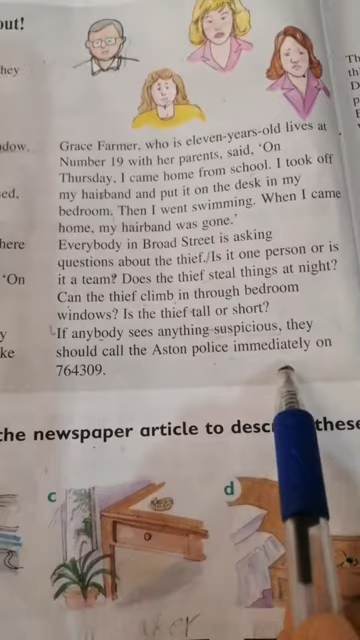 out!
hey
ndow.
sed,
here
'On
y
ke
Grace Farmer, who is eleven-years-old lives at
Number 19 with her parents, said, 'On
Thursday, I came home from school. I took off
my hairband and put it on the desk in my
bedroom. Then I went swimming. When I came
home, my hairband was gone.'
Everybody in Broad Street is asking
questions about the thief. Is it one person or is
it a team? Does the thief steal things at night?
Can the thief climb in through bedroom
windows? Is the thief tall or short?
If anybody sees anything suspicious, they
should call the Aston police immediately on
764309.
Th
th
D
p
the newspaper article to desc these
c
d